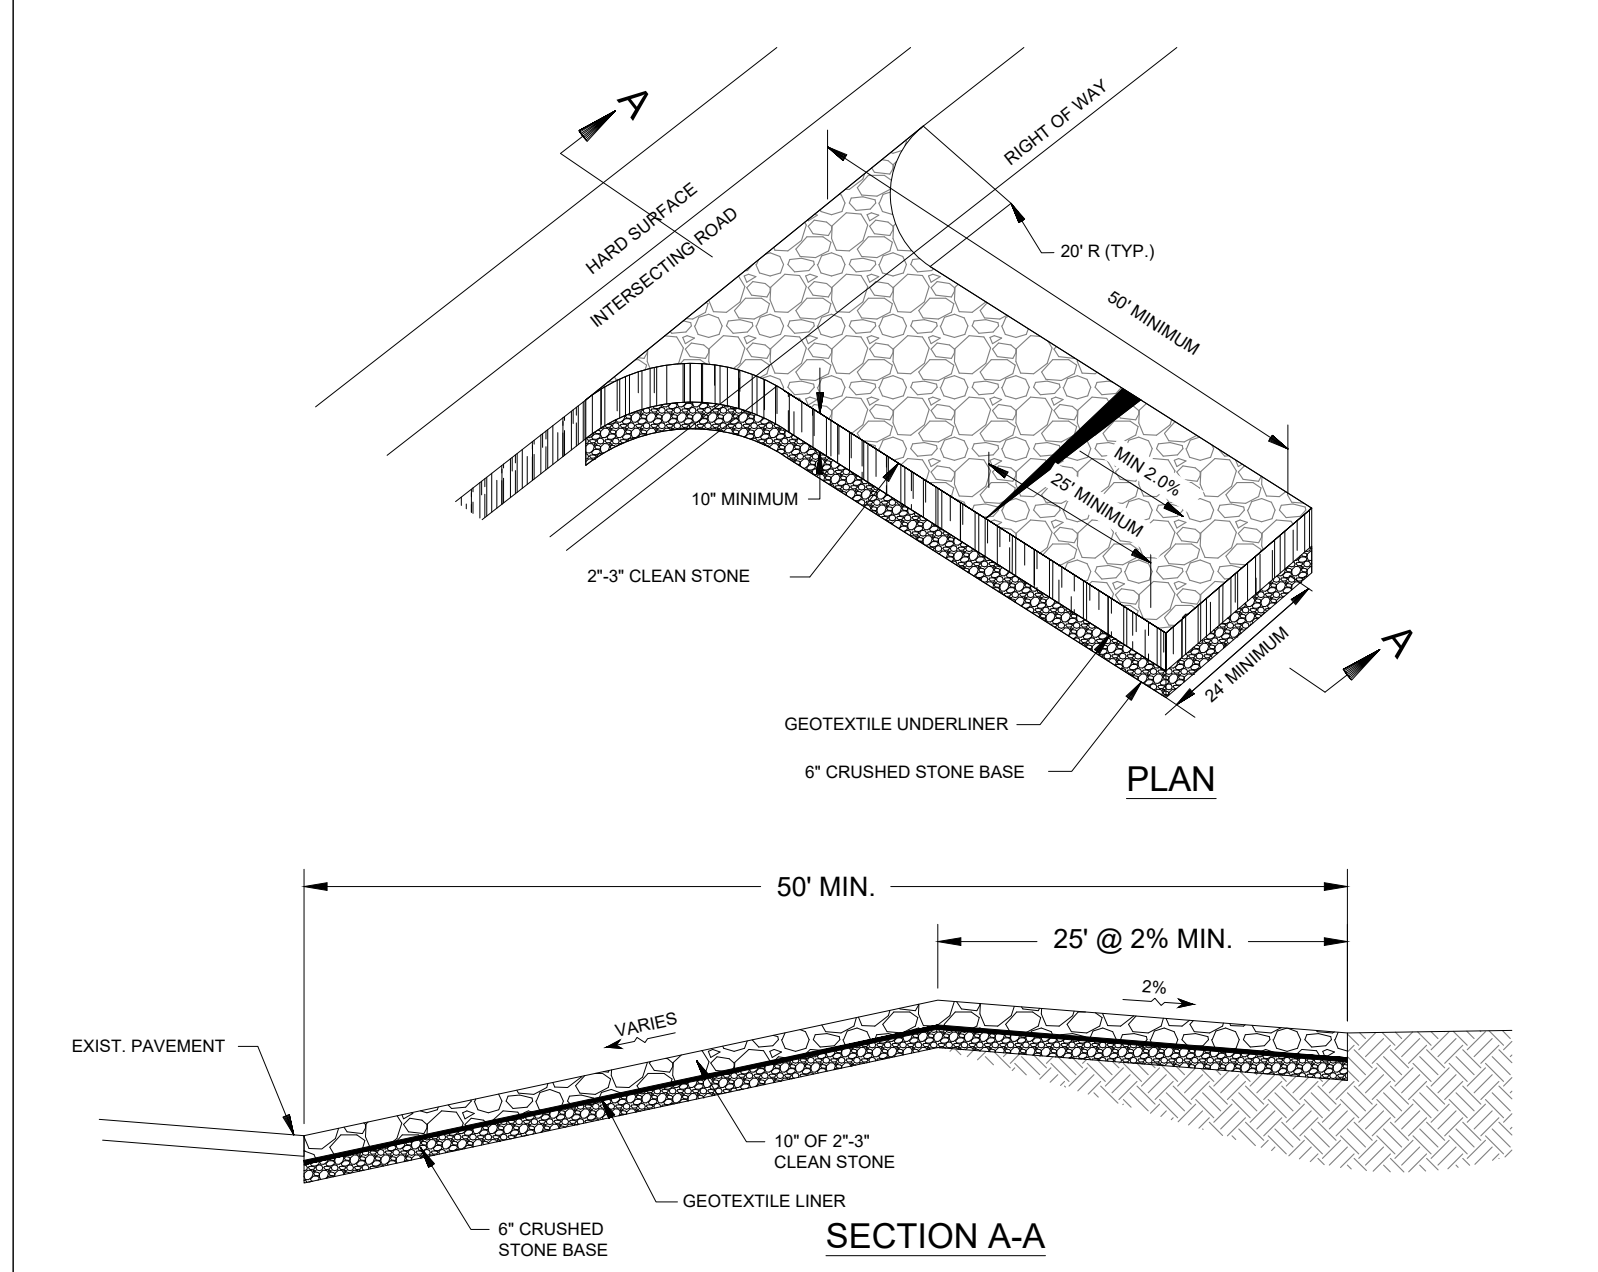 A
RIGHT OF WAY
HARD SURFACE
INTERSECTING ROAD
20' R (TYP.)
50' MINIMUM
MIN 2.0%
25' MINIMUM
10" MINIMUM
2"-3" CLEAN STONE
24' MINIMUM
A
GEOTEXTILE UNDERLINER
6" CRUSHED STONE BASE
PLAN
50' MIN.
25' @ 2% MIN.
2%
VARIES
EXIST. PAVEMENT
10" OF 2"-3"
CLEAN STONE
GEOTEXTILE LINER
6" CRUSHED
STONE BASE
SECTION A-A